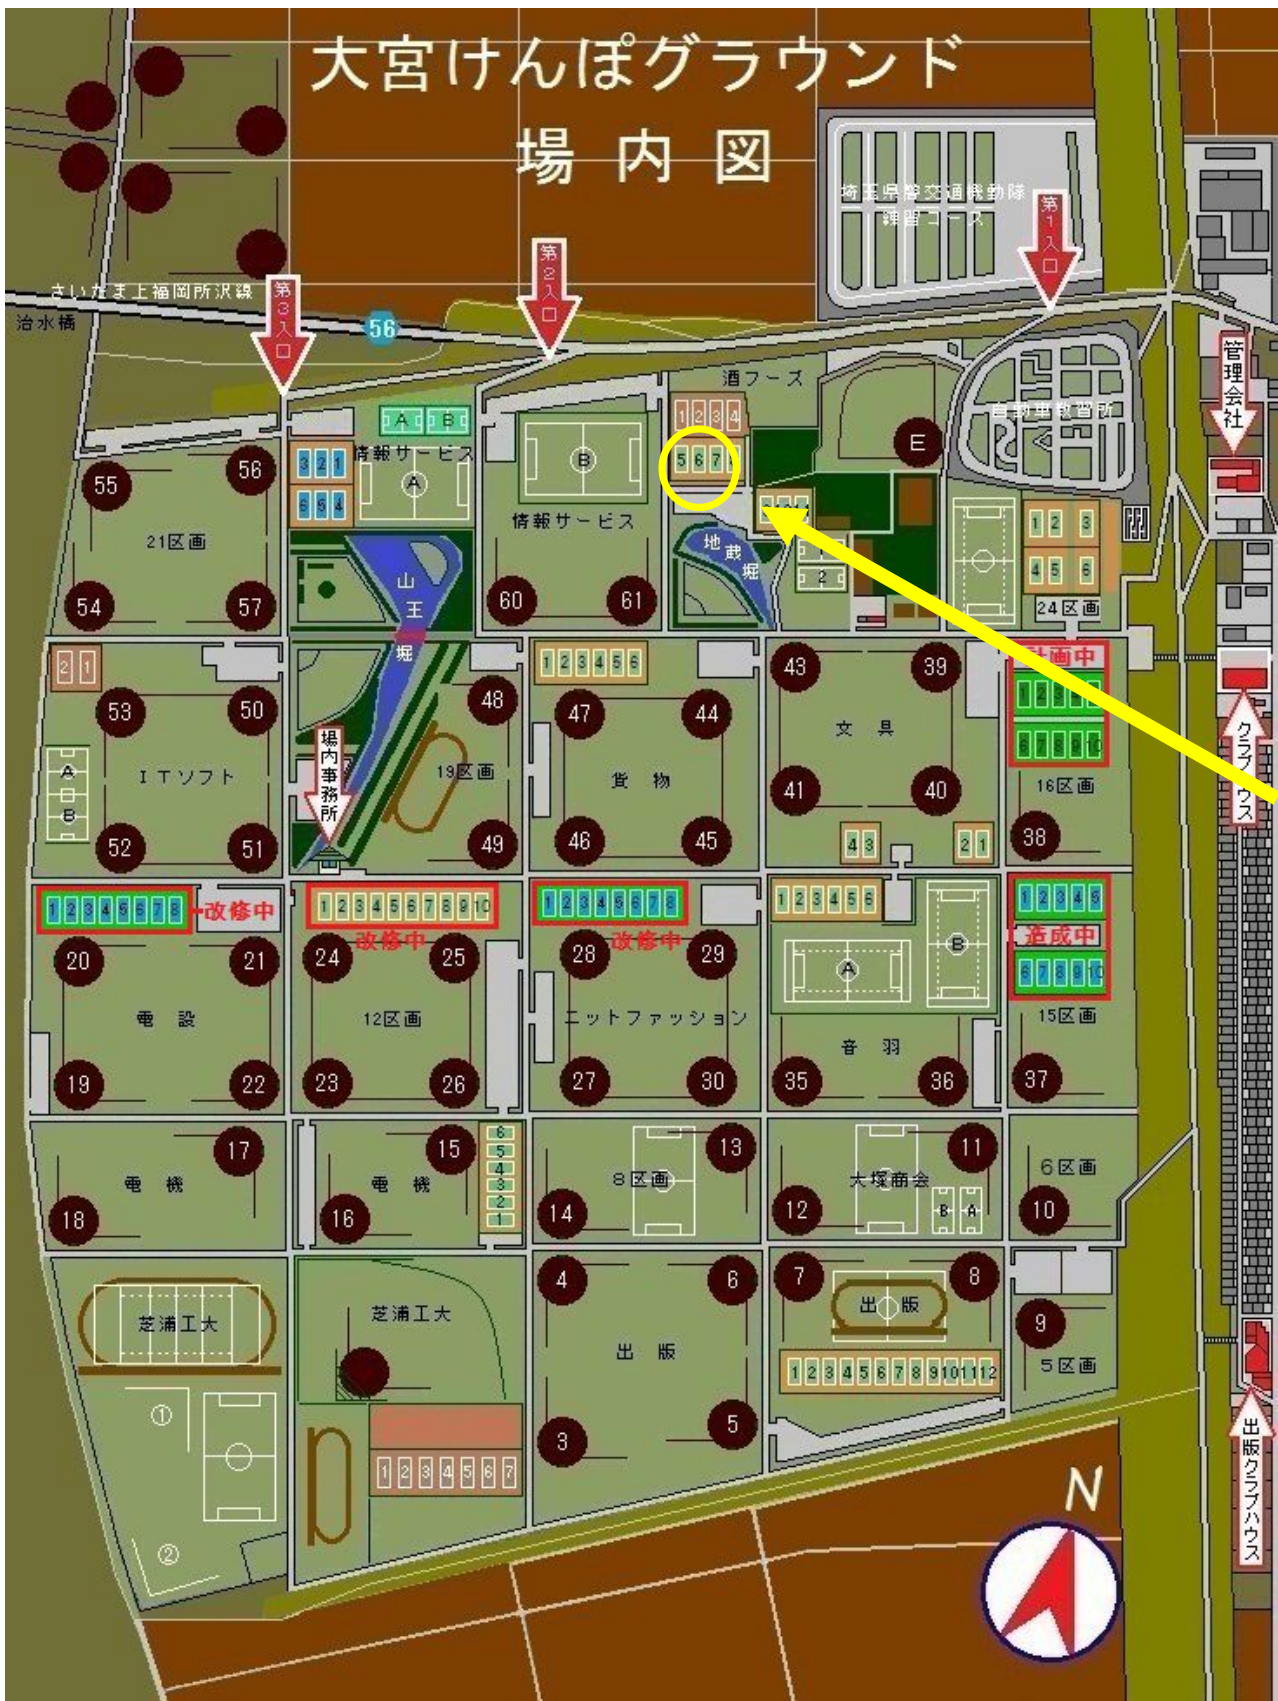 大宮けんぽグラウンド
場内図
埼玉県警交通機動隊
練習コース
第1入口
第2入口
第3入口
さいたま上福岡所沢線
治水橋
56
管理会社
自動車教習所
酒フーズ
1 2 3 4
5 6 7
E
A B
情報サービス
A
3 2 1
6 5 4
B
情報サービス
55
56
21区画
54
57
60
61
地蔵堀
1
2
1 2 3
4 5 6
24区画
山王堀
計画中
1 2 3 4
6 7 8 9 10
16区画
38
クラブハウス
2 1
53
50
ITソフト
A
B
52
51
場内事務所
48
19区画
49
1 2 3 4 5 6
47
44
貨物
46
45
43
39
文具
41
40
4 3
2 1
1 2 3 4 5 6 7 8
改修中
20
21
電設
19
22
1 2 3 4 5 6 7 8 9 10
改修中
24
25
12区画
23
26
1 2 3 4 5 6 7 8
改修中
28
29
ニットファッション
27
30
1 2 3 4 5 6
A
B
音羽
35
36
1 2 3 4 5
造成中
6 7 8 9 10
15区画
37
17
電機
18
15
電機
16
6
5
4
3
2
1
13
8区画
14
11
大塚商会
12
B A
6区画
10
芝浦工大
①
②
芝浦工大
1 2 3 4 5 6 7
4
6
出版
3
5
7
8
出版
1 2 3 4 5 6 7 8 9 10 11 12
9
5区画
出版クラブハウス
N